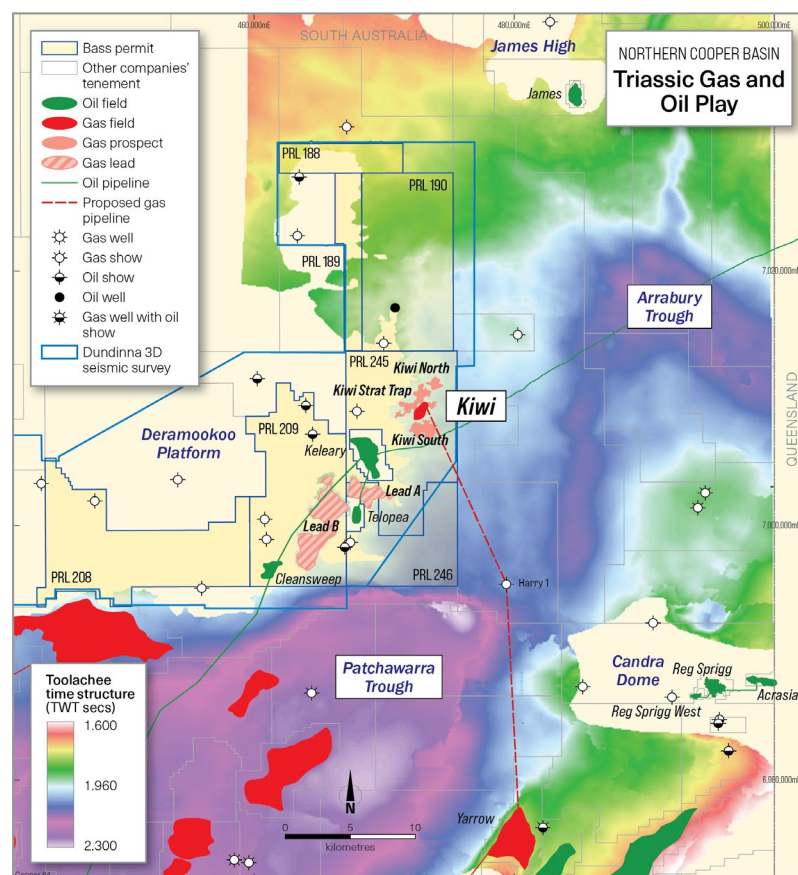 460,000mE
480,000mE
500,000mE
SOUTH AUSTRALIA
James High
NORTHERN COOPER BASIN
Triassic Gas and
Oil Play
Bass permit
Other companies'
tenement
Oil field
Gas field
Gas prospect
Gas lead
Oil pipeline
Proposed gas
pipeline
Gas well
Gas show
Oil show
Oil well
Gas well with oil
show
Dundinna 3D
seismic survey
James
PRL 188
PRL 190
PRL 189
7,020,000mN
Arrabury
Trough
PRL 245
Kiwi North
Kiwi Strat Trap
Kiwi
QUEENSLAND
PRL 209
Deramookoo
Platform
Keleary
Kiwi South
Lead A
Telopea
Lead B
7,000,000mN
Cleansweep
PRL 246
PRL 208
Harry 1
Patchawarra
Trough
Candra
Dome
Reg Sprigg
Acrasia
Reg Sprigg West
Toolachee
time structure
(TWT secs)
1.600
1.960
2.300
6,980,000mN
N
Yarrow
0
5
10
kilometres